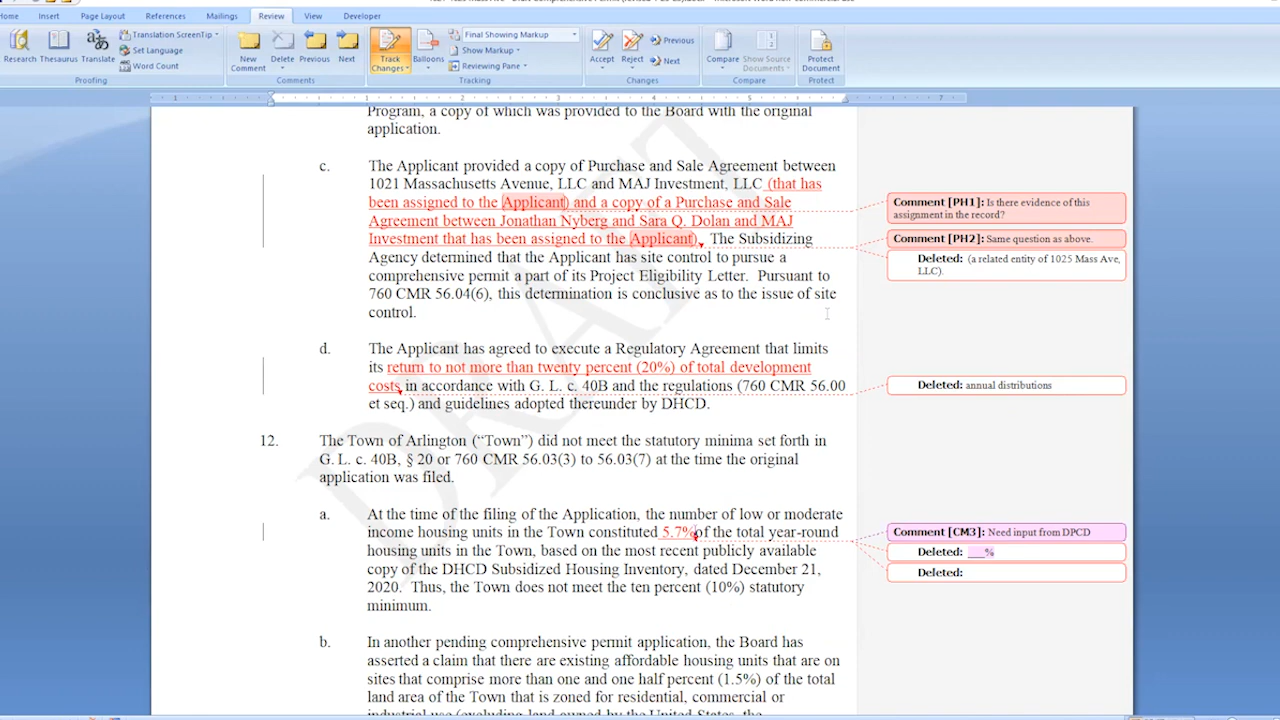 Home Insert Page Layout References Mailings Review View Developer
Research Thesaurus Translate
Translation ScreenTip
Set Language
Word Count
Proofing
New Comment Delete Previous Next
Comments
Track Changes Balloons
Final Showing Markup
Show Markup
Reviewing Pane
Tracking
Accept Reject Previous
Next
Changes
Compare Show Source Documents
Compare
Protect Document
Protect
1 1 2 3 4 5 7
Program, a copy of which was provided to the Board with the original
application.
c. The Applicant provided a copy of Purchase and Sale Agreement between
1021 Massachusetts Avenue, LLC and MAJ Investment, LLC (that has
been assigned to the Applicant) and a copy of a Purchase and Sale
Agreement between Jonathan Nyberg and Sara Q. Dolan and MAJ
Investment that has been assigned to the Applicant). The Subsidizing
Agency determined that the Applicant has site control to pursue a
comprehensive permit a part of its Project Eligibility Letter. Pursuant to
760 CMR 56.04(6), this determination is conclusive as to the issue of site
control.
Comment [PH1]: Is there evidence of this
assignment in the record?
Comment [PH2]: Same question as above.
Deleted: (a related entity of 1025 Mass Ave,
LLC).
d. The Applicant has agreed to execute a Regulatory Agreement that limits
its return to not more than twenty percent (20%) of total development
costs in accordance with G. L. c. 40B and the regulations (760 CMR 56.00
et seq.) and guidelines adopted thereunder by DHCD.
Deleted: annual distributions
12. The Town of Arlington (“Town”) did not meet the statutory minima set forth in
G. L. c. 40B, § 20 or 760 CMR 56.03(3) to 56.03(7) at the time the original
application was filed.
a. At the time of the filing of the Application, the number of low or moderate
income housing units in the Town constituted 5.7% of the total year-round
housing units in the Town, based on the most recent publicly available
copy of the DHCD Subsidized Housing Inventory, dated December 21,
2020. Thus, the Town does not meet the ten percent (10%) statutory
minimum.
Comment [CM3]: Need input from DPCD
Deleted: ___%
Deleted:
b. In another pending comprehensive permit application, the Board has
asserted a claim that there are existing affordable housing units that are on
sites that comprise more than one and one half percent (1.5%) of the total
land area of the Town that is zoned for residential, commercial or
industrial use (excluding land owned by the United States, the
DRAFT